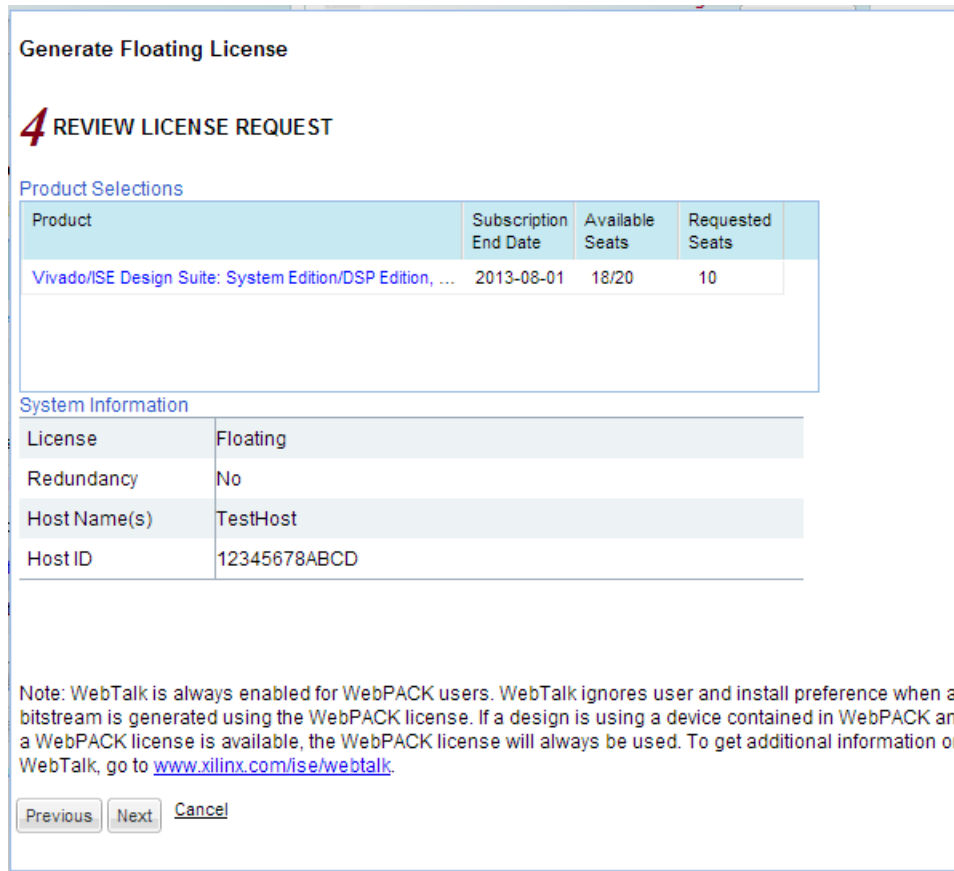 Generate Floating License
4 REVIEW LICENSE REQUEST
Product Selections
Product Subscription End Date Available Seats Requested Seats
Vivado/ISE Design Suite: System Edition/DSP Edition, ... 2013-08-01 18/20 10
System Information
License Floating
Redundancy No
Host Name(s) TestHost
Host ID 12345678ABCD
Note: WebTalk is always enabled for WebPACK users. WebTalk ignores user and install preference when a
bitstream is generated using the WebPACK license. If a design is using a device contained in WebPACK
a WebPACK license is available, the WebPACK license will always be used. To get additional information
WebTalk, go to www.xilinx.com/ise/webtalk.
Previous Next Cancel